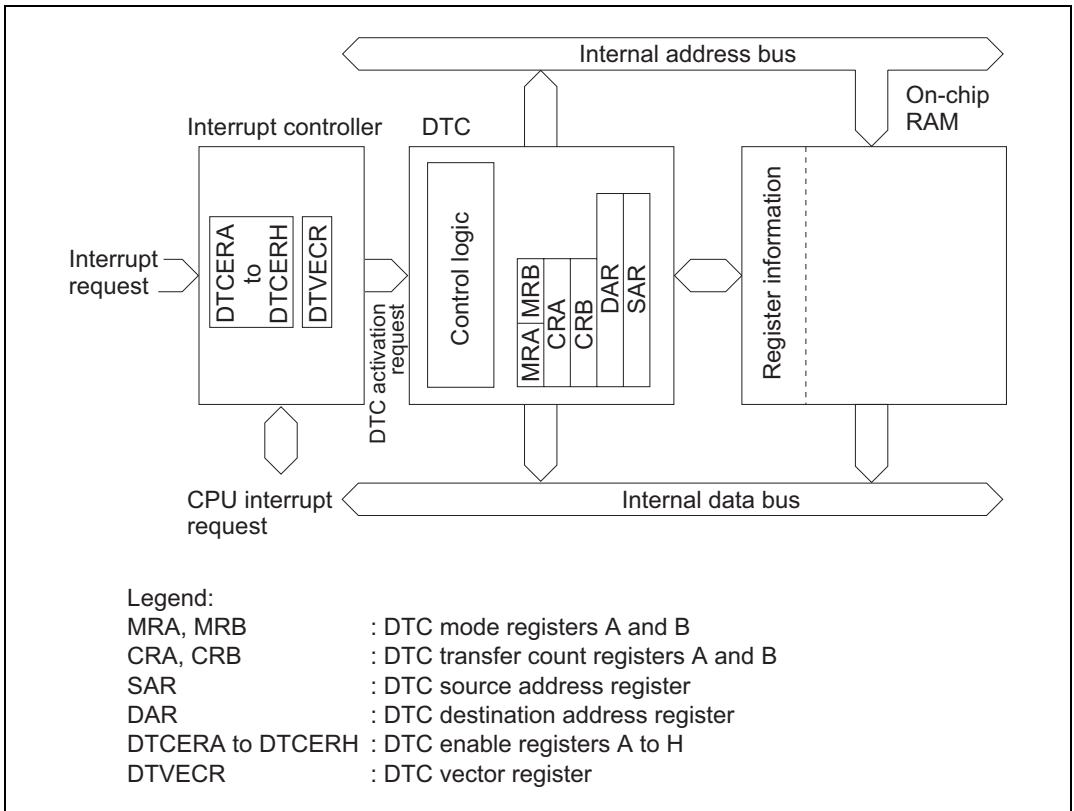 Internal address bus
On-chip
RAM
Interrupt controller
DTC
Interrupt
request
DTCERA
to
DTCERH
DTVECR
DTC activation
request
Control logic
MRA
MRB
CRA
CRB
DAR
SAR
Register information
CPU interrupt
request
Internal data bus
Legend:
MRA, MRB : DTC mode registers A and B
CRA, CRB : DTC transfer count registers A and B
SAR : DTC source address register
DAR : DTC destination address register
DTCERA to DTCERH : DTC enable registers A to H
DTVECR : DTC vector register